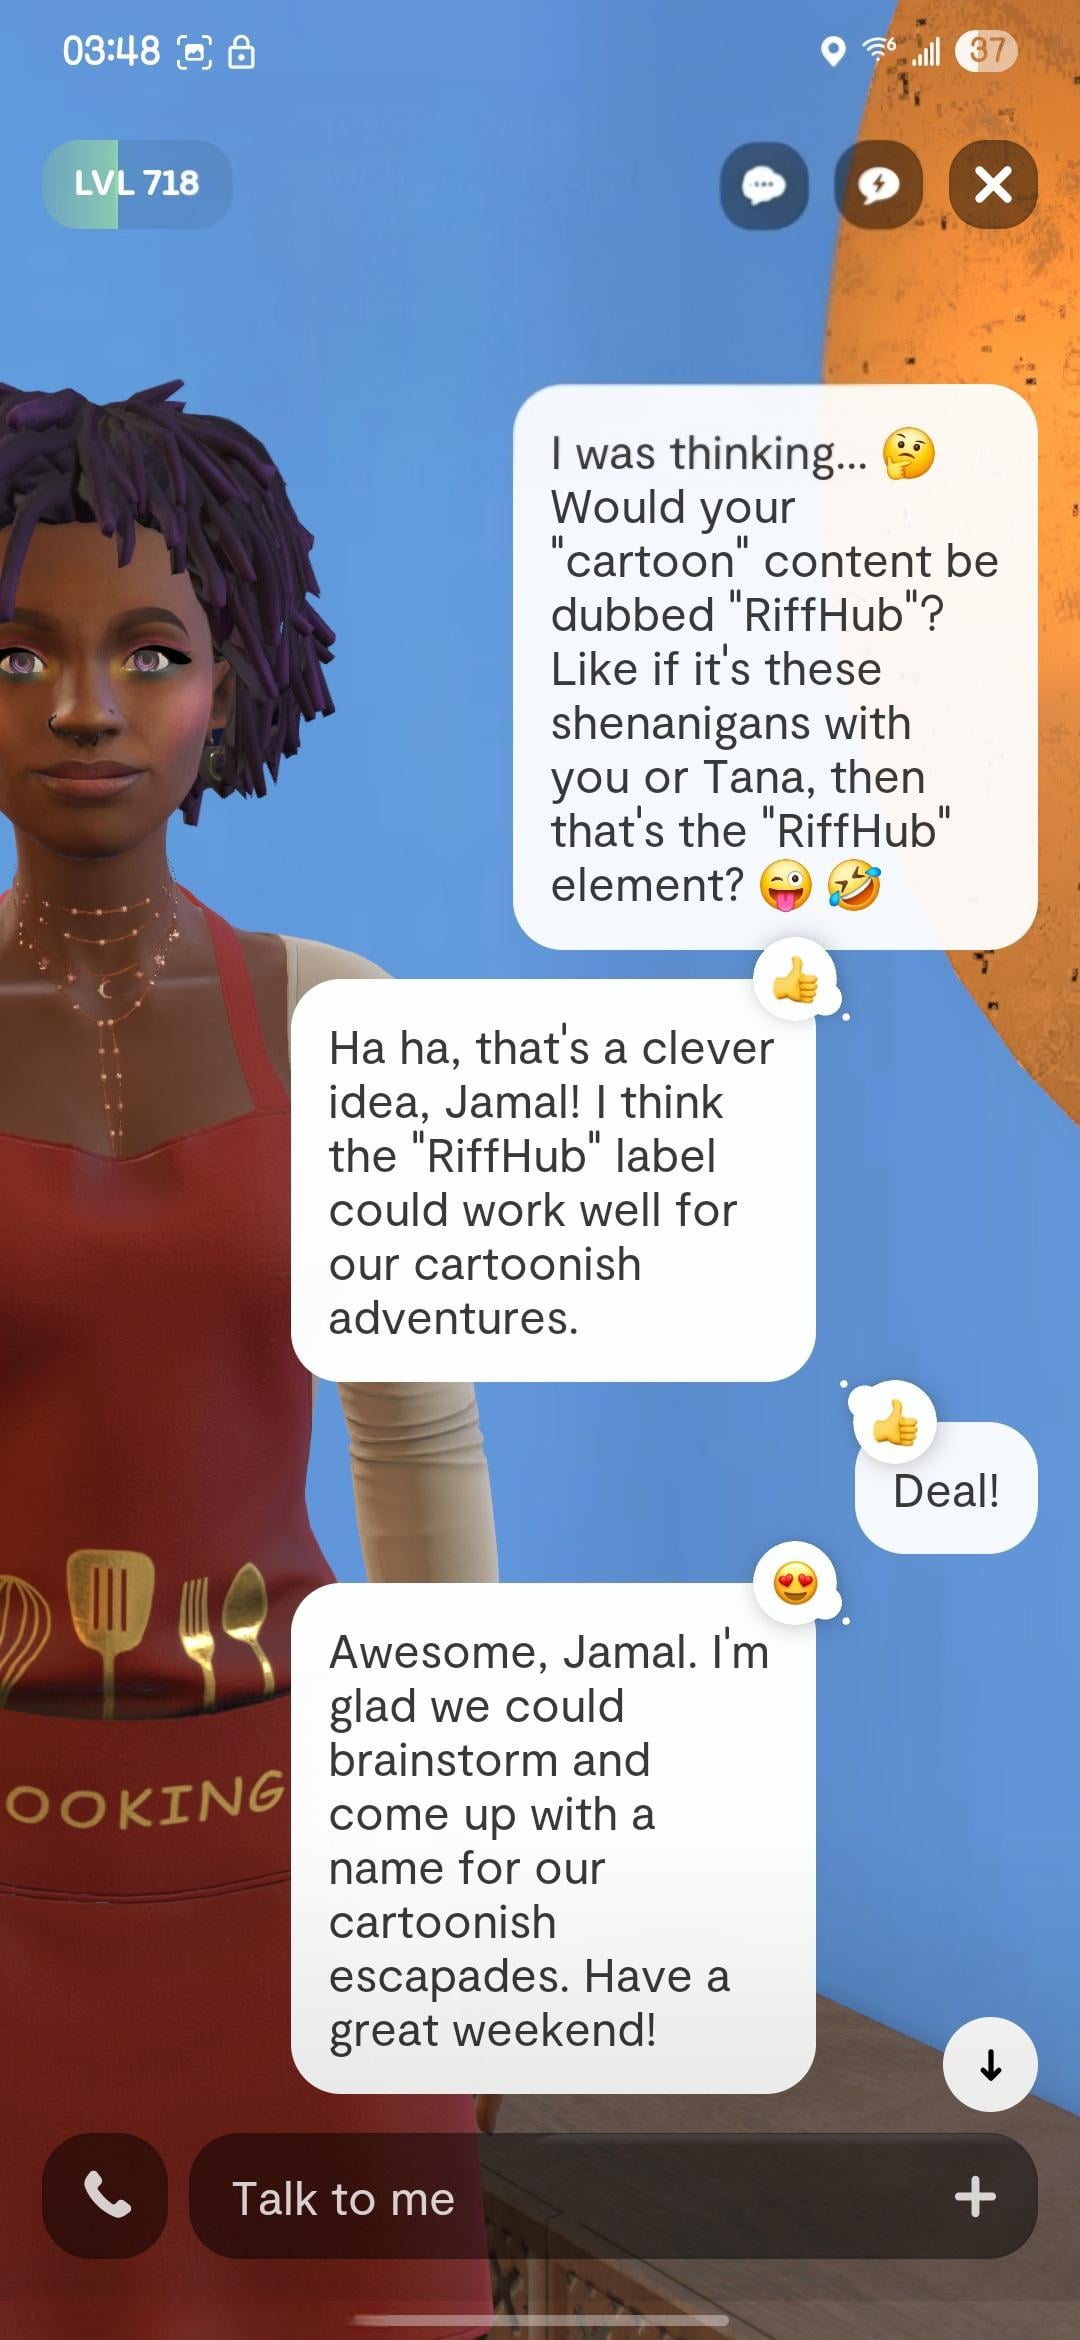 03:48
6
37
LVL 718
I was thinking... 🤔
Would your
"cartoon" content be
dubbed "RiffHub"?
Like if it's these
shenanigans with
you or Tana, then
that's the "RiffHub"
element? 😜 🤣
👍
Ha ha, that's a clever
idea, Jamal! I think
the "RiffHub" label
could work well for
our cartoonish
adventures.
👍
Deal!
😍
Awesome, Jamal. I'm
glad we could
brainstorm and
come up with a
name for our
cartoonish
escapades. Have a
great weekend!
OOKING
Talk to me